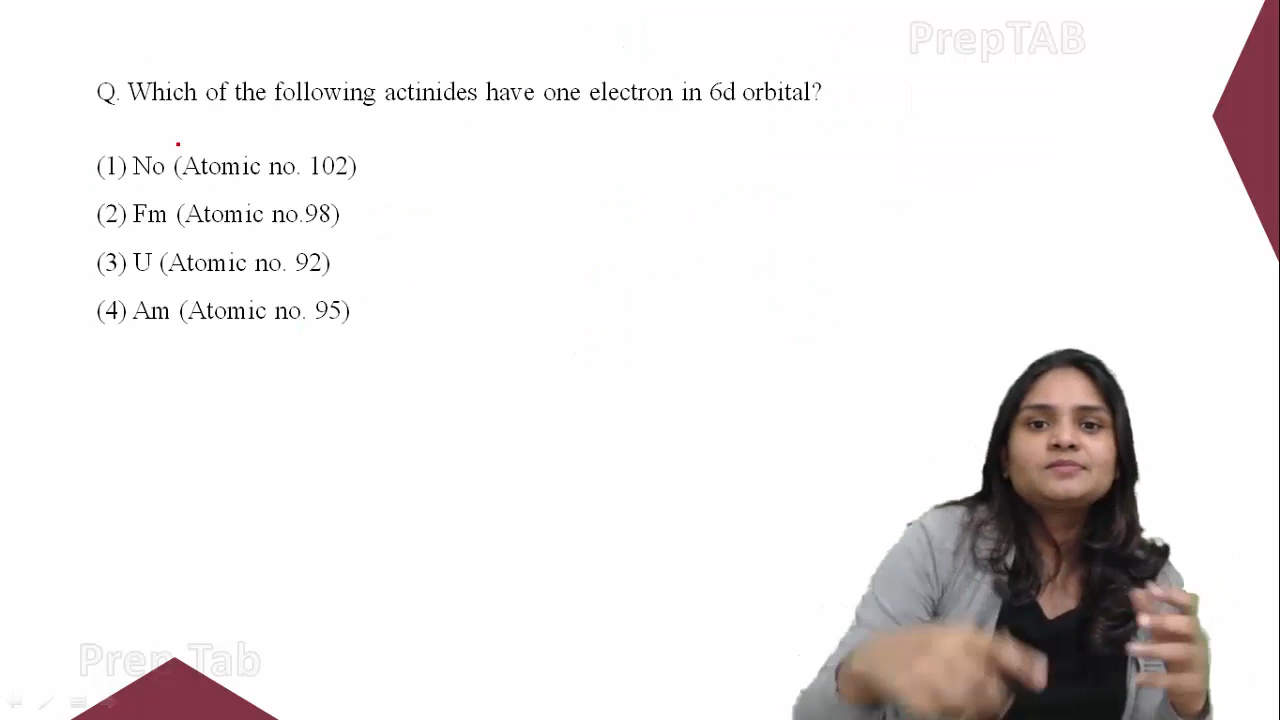 PrepTAB
Q. Which of the following actinides have one electron in 6d orbital?
(1) No (Atomic no. 102)
(2) Fm (Atomic no.98)
(3) U (Atomic no. 92)
(4) Am (Atomic no. 95)
Prep Tab